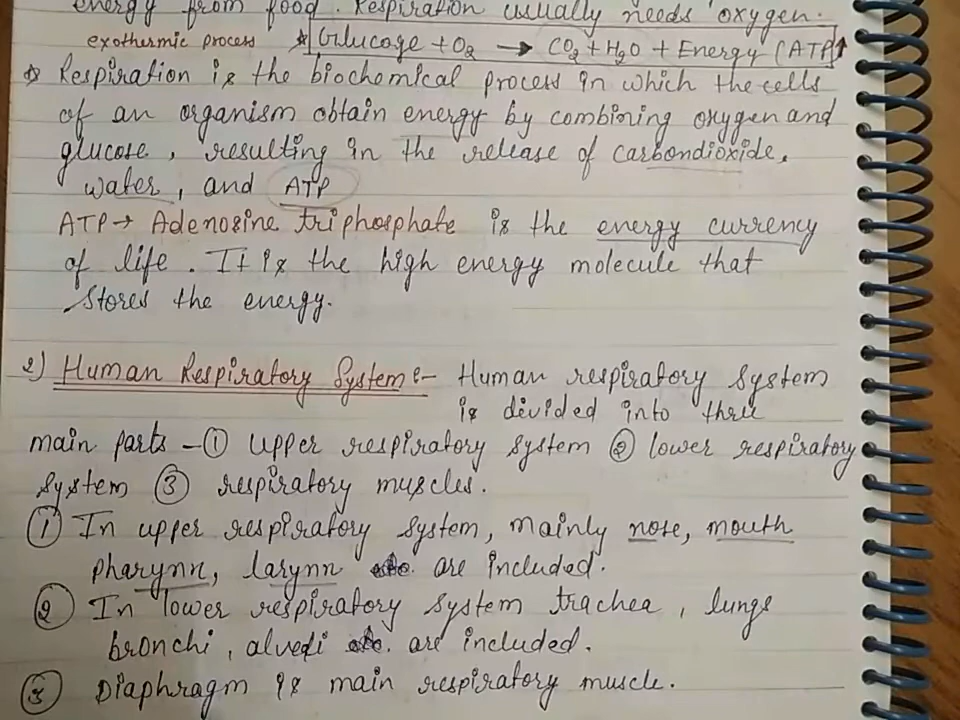 energy from food. Respiration usually needs oxygen.
exothermic process * Glucose + O2 → CO2 + H2O + Energy (ATP)↑
* Respiration is the biochemical process in which the cells
of an organism obtain energy by combining oxygen and
glucose, resulting in the release of carbondioxide,
water, and ATP
ATP → Adenosine triphosphate is the energy currency
of life. It is the high energy molecule that
stores the energy.
2) Human Respiratory System :- Human respiratory system
is devided into three
main parts - ① Upper respiratory system ② lower respiratory
system ③ respiratory muscles.
① In upper respiratory system, mainly nose, mouth
pharynn, larynn are included.
② In lower respiratory system trachea, lungs
bronchi, alveoli are included.
③ Diaphragm is main respiratory muscle.